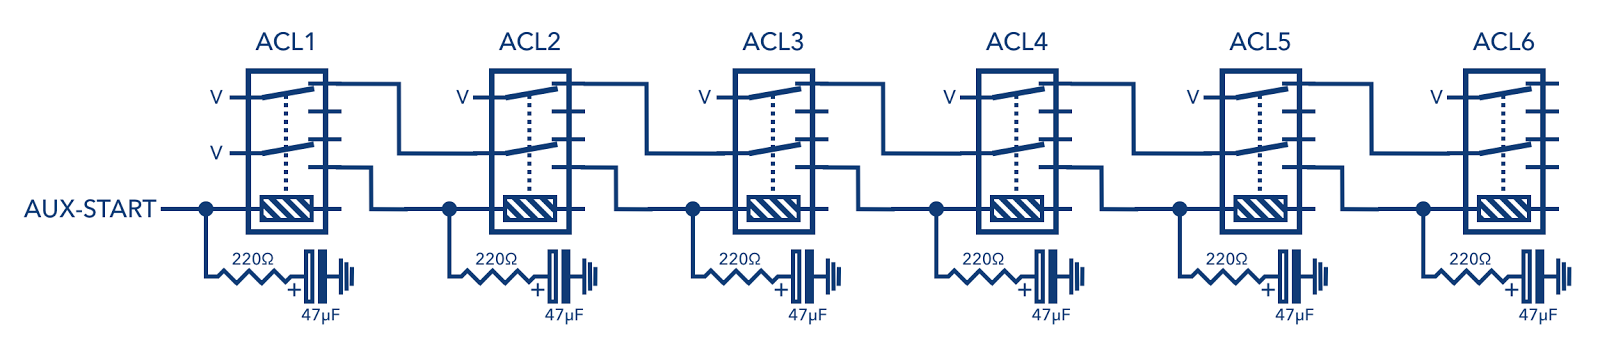 ACL1 ACL2 ACL3 ACL4 ACL5 ACL6
V V V V V V
V
AUX-START
220Ω 220Ω 220Ω 220Ω 220Ω 220Ω
+ + + + + +
47µF 47µF 47µF 47µF 47µF 47µF